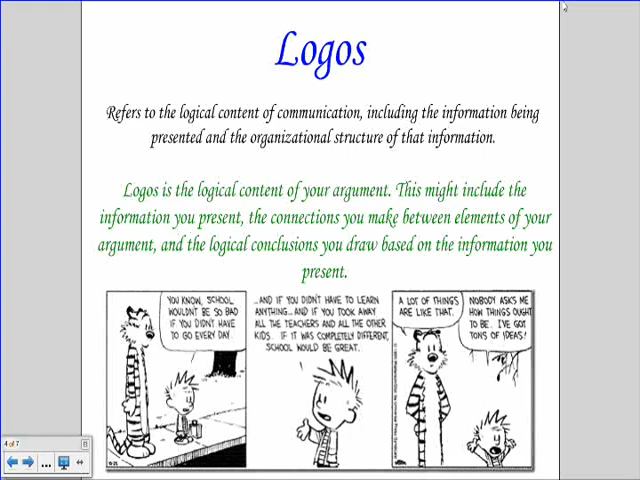 Logos
Refers to the logical content of communication, including the information being
presented and the organizational structure of that information.
Logos is the logical content of your argument. This might include the
information you present, the connections you make between elements of your
argument, and the logical conclusions you draw based on the information you
present.
YOU KNOW, SCHOOL
WOULDN'T BE SO BAD
IF YOU DIDN'T HAVE
TO GO EVERY DAY.
...AND IF YOU DIDN'T HAVE TO LEARN
ANYTHING...AND IF YOU TOOK AWAY
ALL THE TEACHERS AND ALL THE OTHER
KIDS. IF IT WAS COMPLETELY DIFFERENT,
SCHOOL WOULD BE GREAT.
A LOT OF THINGS
ARE LIKE THAT.
NOBODY ASKS ME
HOW THINGS OUGHT
TO BE. I'VE GOT
TONS OF IDEAS!
4 of 7